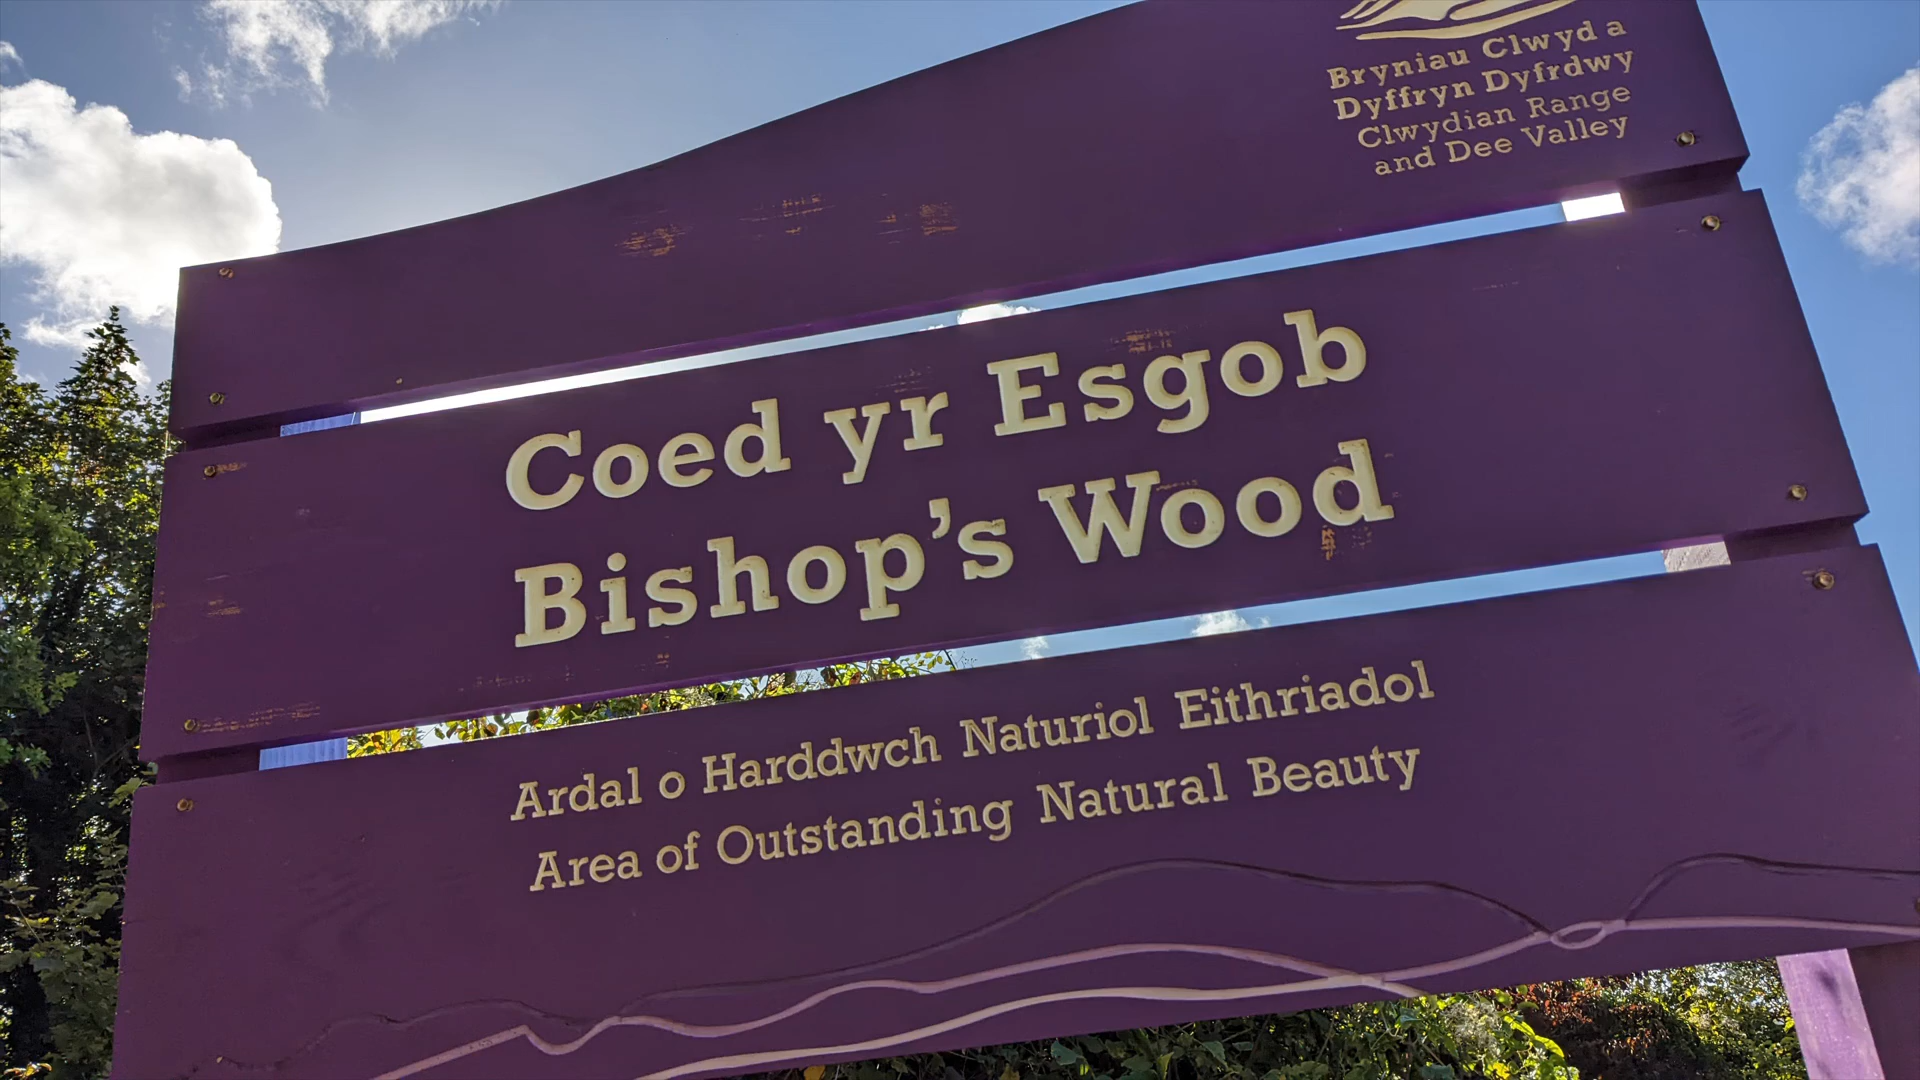 Bryniau Clwyd a
Dyffryn Dyfrdwy
Clwydian Range
and Dee Valley
Coed yr Esgob
Bishop's Wood
Ardal o Harddwch Naturiol Eithriadol
Area of Outstanding Natural Beauty